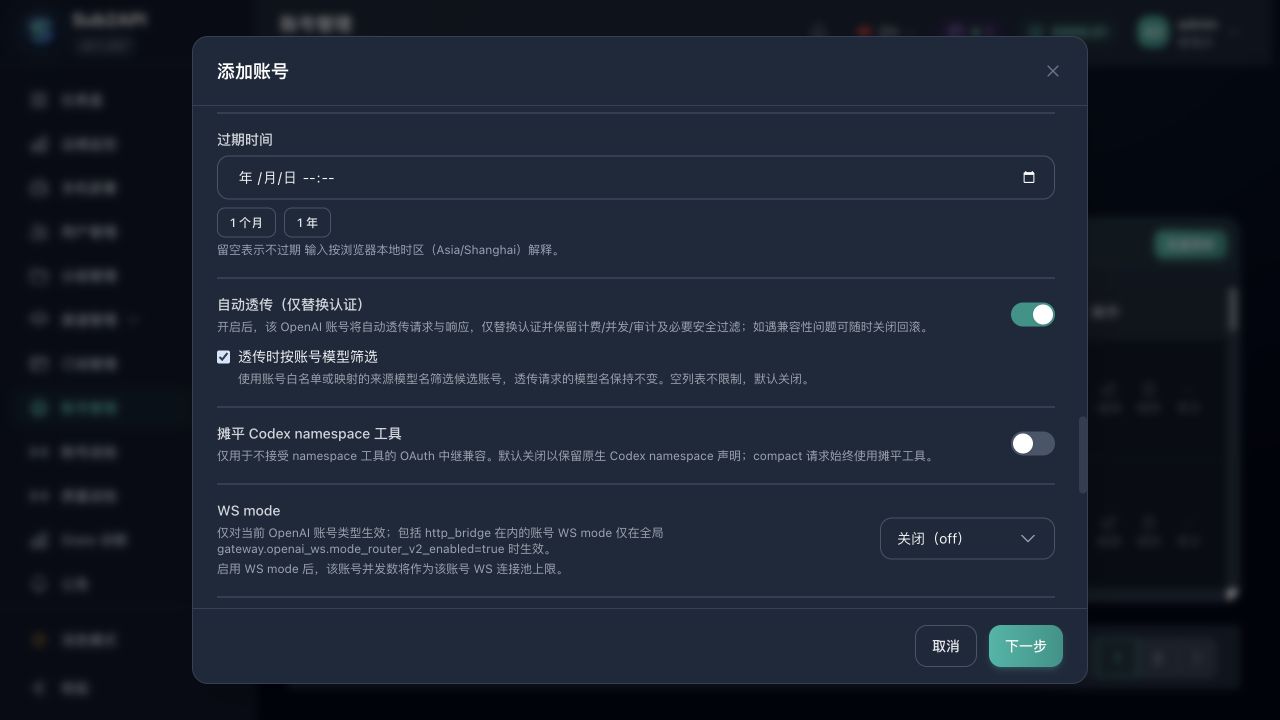 添加账号
过期时间
年 /月/日 --:--
1 个月
1 年
留空表示不过期 输入按浏览器本地时区（Asia/Shanghai）解释。
自动透传（仅替换认证）
开启后，该 OpenAI 账号将自动透传请求与响应，仅替换认证并保留计费/并发/审计及必要安全过滤；如遇兼容性问题可随时关闭回滚。
透传时按账号模型筛选
使用账号白名单或映射的来源模型名筛选候选账号，透传请求的模型名保持不变。空列表不限制，默认关闭。
摊平 Codex namespace 工具
仅用于不接受 namespace 工具的 OAuth 中继兼容。默认关闭以保留原生 Codex namespace 声明；compact 请求始终使用摊平工具。
WS mode
仅对当前 OpenAI 账号类型生效；包括 http_bridge 在内的账号 WS mode 仅在全局
gateway.openai_ws.mode_router_v2_enabled=true 时生效。
启用 WS mode 后，该账号并发数将作为该账号 WS 连接池上限。
关闭（off）
取消
下一步